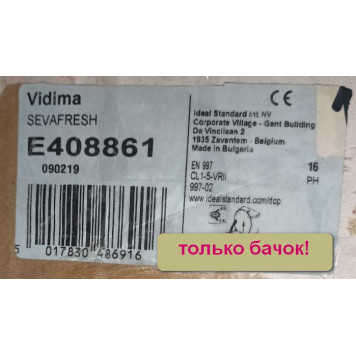 Vidima
SEVAFRESH
E408861
090219
Ideal Standard Int. NV
Corporate Village - Gent Building
Da Vincilaan 2
1935 Zaventem - Belgium
Made in Bulgaria
EN 997
CL1-5-VRII
997-02
16
PH
www.idealstandard.com/dop
5 017830 486916
только бачок!